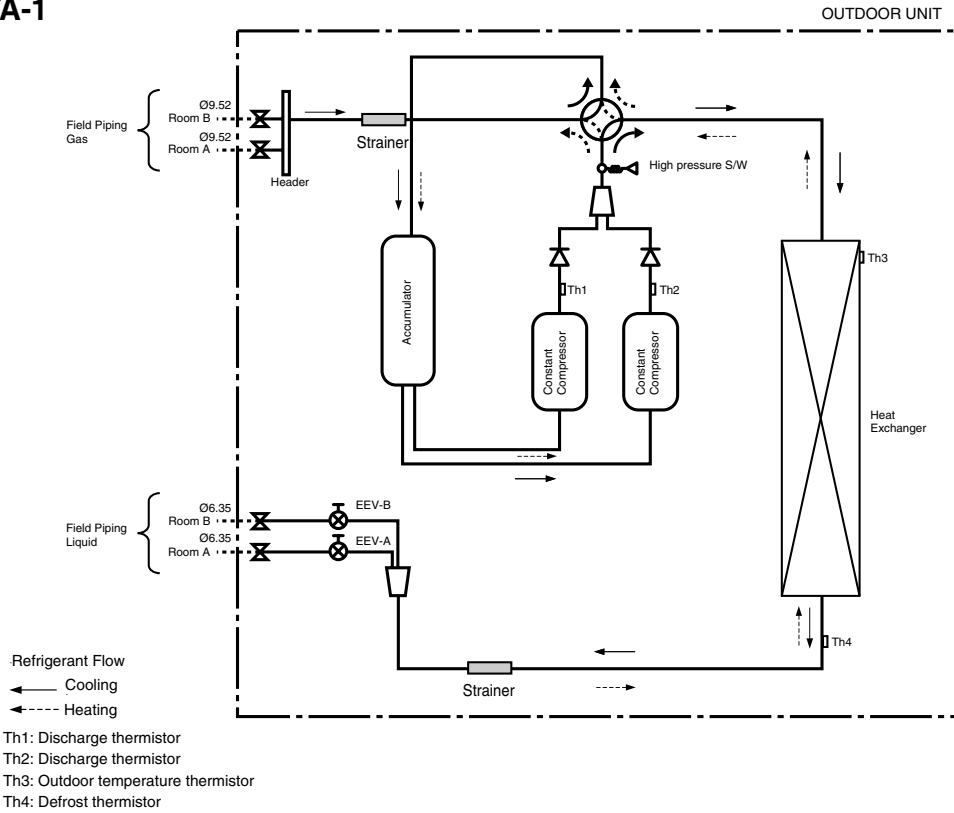 A-1
OUTDOOR UNIT
Ø9.52
Room B
Ø9.52
Room A
Field Piping
Gas
Header
Strainer
High pressure S/W
Th3
Th1
Th2
Accumulator
Constant
Compressor
Constant
Compressor
Heat
Exchanger
Ø6.35
Room B
Ø6.35
Room A
Field Piping
Liquid
EEV-B
EEV-A
Th4
Strainer
Refrigerant Flow
Cooling
Heating
Th1: Discharge thermistor
Th2: Discharge thermistor
Th3: Outdoor temperature thermistor
Th4: Defrost thermistor